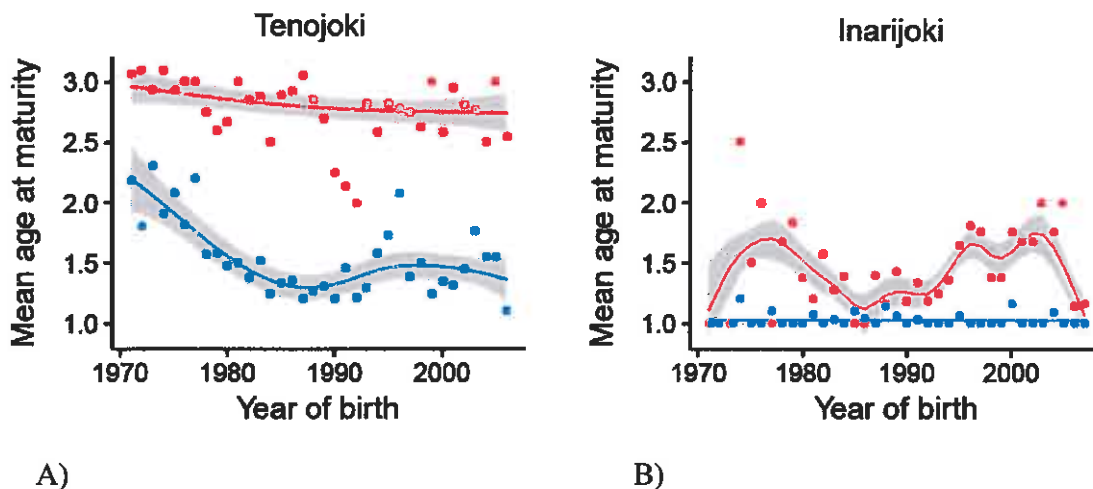 Tenojoki
Mean age at maturity
3.0
2.5
2.0
1.5
1.0
1970
1980
1990
2000
Year of birth
A)
Inarijoki
Mean age at maturity
3.0
2.5
2.0
1.5
1.0
1970
1980
1990
2000
Year of birth
B)